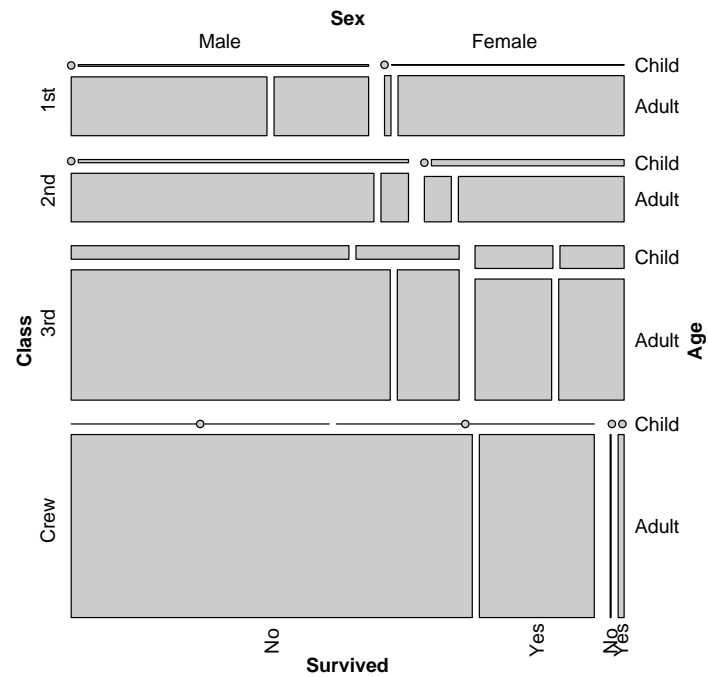 Sex
Male Female
Child
1st
Adult
Child
2nd
Adult
Child
3rd
Adult
Class
Age
Child
Crew
Adult
No Yes No Yes
Survived